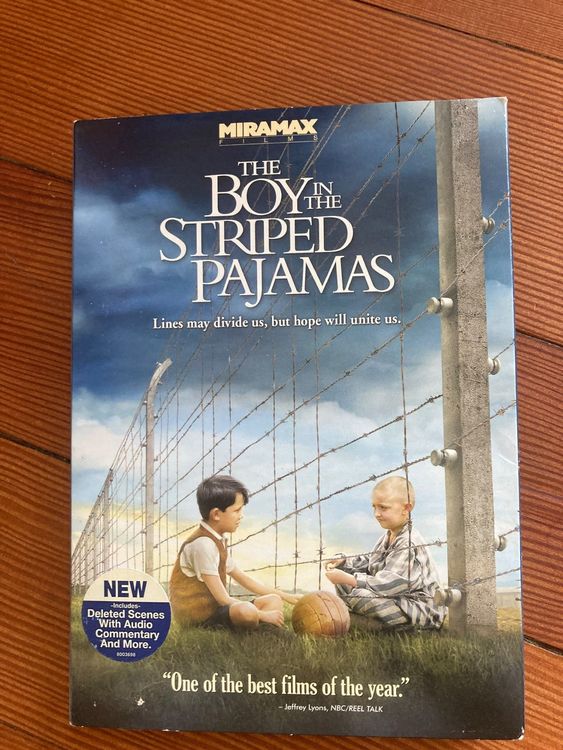 MIRAMAX
FILMS
THE
BOY IN THE
STRIPED
PAJAMAS
Lines may divide us, but hope will unite us.
NEW
-Includes-
Deleted Scenes
With Audio
Commentary
And More.
8003698
“One of the best films of the year.”
– Jeffrey Lyons, NBC/REEL TALK